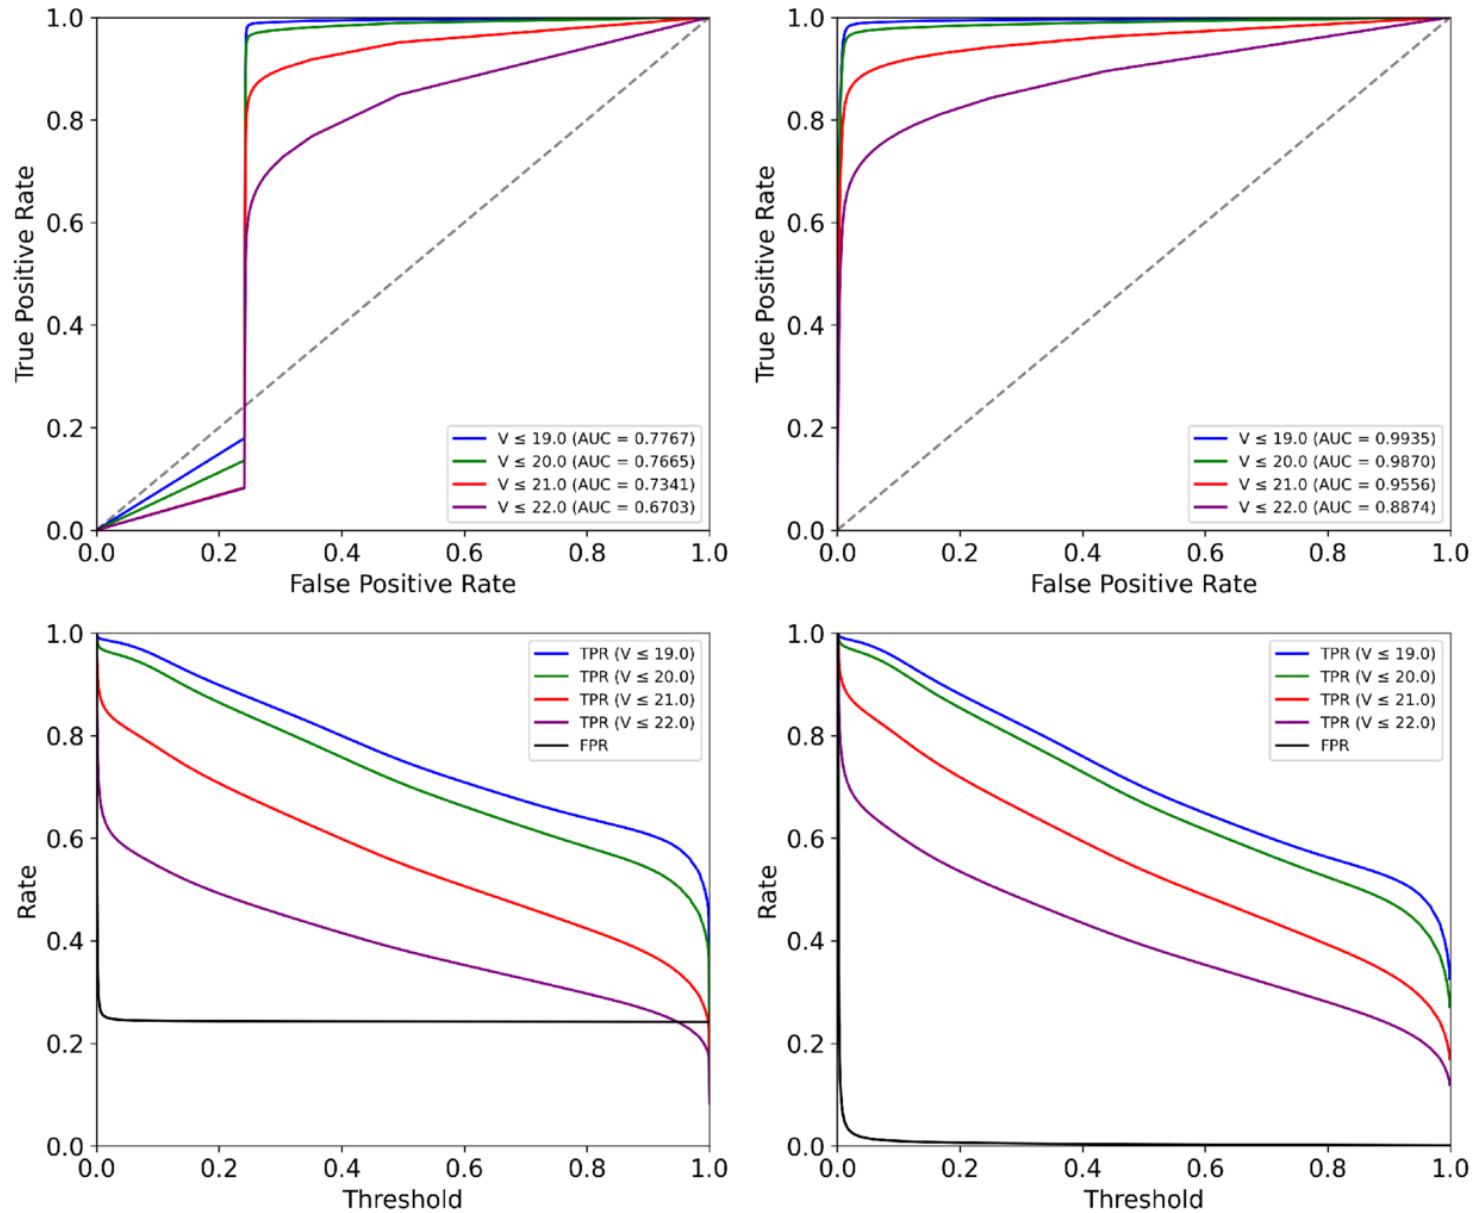 1.0
0.8
0.6
0.4
0.2
0.0
True Positive Rate
V ≤ 19.0 (AUC = 0.7767)
V ≤ 20.0 (AUC = 0.7665)
V ≤ 21.0 (AUC = 0.7341)
V ≤ 22.0 (AUC = 0.6703)
0.0 0.2 0.4 0.6 0.8 1.0
False Positive Rate
1.0
0.8
0.6
0.4
0.2
0.0
True Positive Rate
V ≤ 19.0 (AUC = 0.9935)
V ≤ 20.0 (AUC = 0.9870)
V ≤ 21.0 (AUC = 0.9556)
V ≤ 22.0 (AUC = 0.8874)
0.0 0.2 0.4 0.6 0.8 1.0
False Positive Rate
1.0
0.8
0.6
0.4
0.2
0.0
Rate
TPR (V ≤ 19.0)
TPR (V ≤ 20.0)
TPR (V ≤ 21.0)
TPR (V ≤ 22.0)
FPR
0.0 0.2 0.4 0.6 0.8 1.0
Threshold
1.0
0.8
0.6
0.4
0.2
0.0
Rate
TPR (V ≤ 19.0)
TPR (V ≤ 20.0)
TPR (V ≤ 21.0)
TPR (V ≤ 22.0)
FPR
0.0 0.2 0.4 0.6 0.8 1.0
Threshold